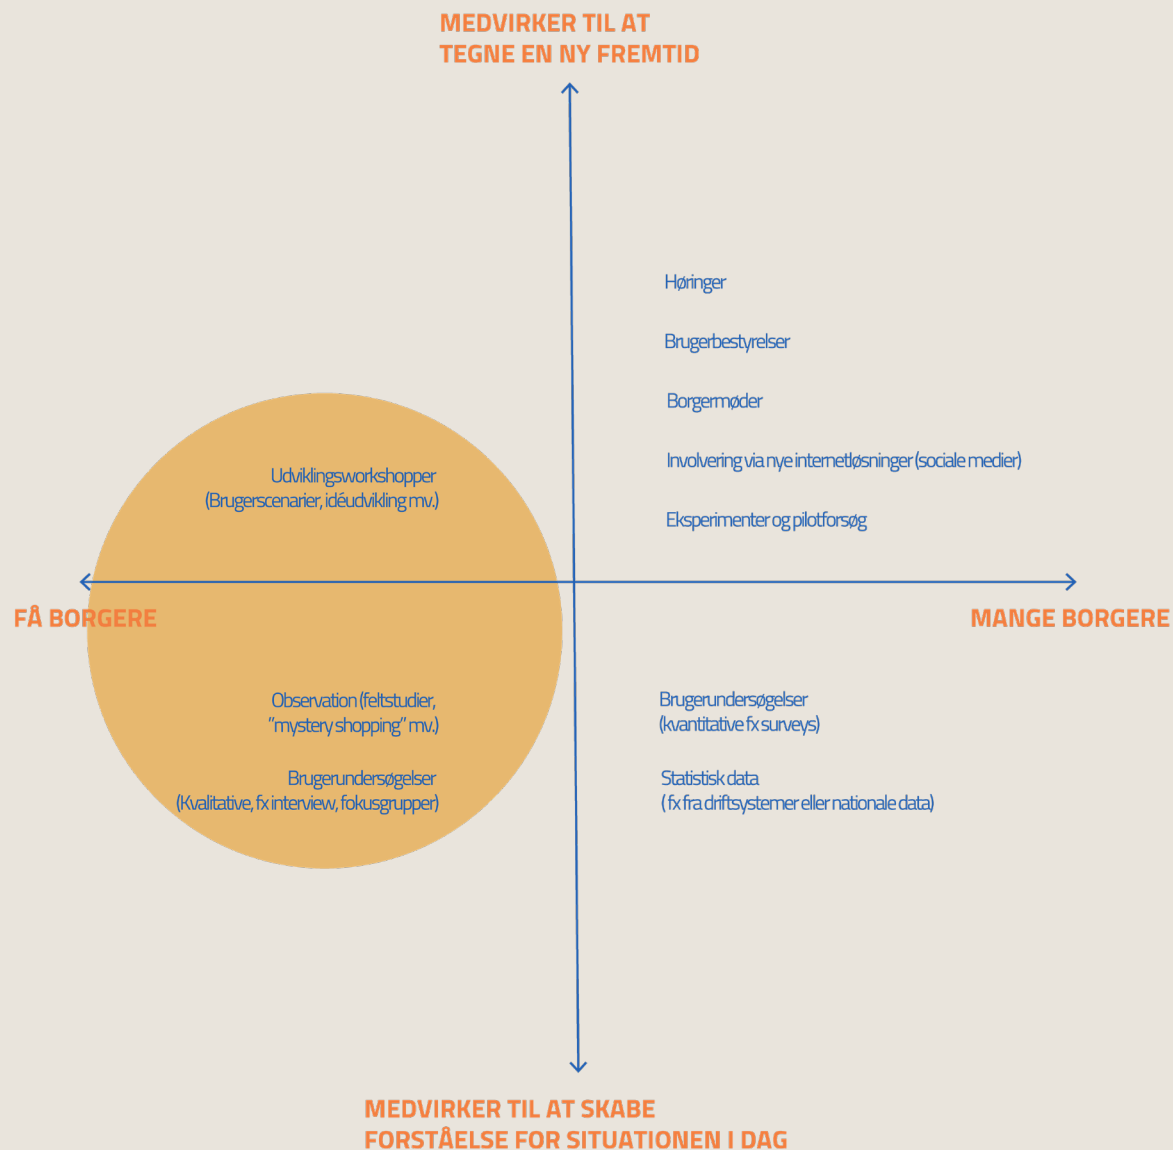 MEDVIRKER TIL AT
TEGNE EN NY FREMTID
Høringer
Brugerbestyrelser
Borgermøder
Involvering via nye internetløsninger (sociale medier)
Eksperimenter og pilotforsøg
Udviklingsworkshopper
(Brugerscenarier, idéudvikling mv.)
FÅ BORGERE
MANGE BORGERE
Observation (feltstudier,
”mystery shopping” mv.)
Brugerundersøgelser
(Kvalitative, fx interview, fokusgrupper)
Brugerundersøgelser
(kvantitative fx surveys)
Statistisk data
( fx fra driftsystemer eller nationale data)
MEDVIRKER TIL AT SKABE
FORSTÅELSE FOR SITUATIONEN I DAG